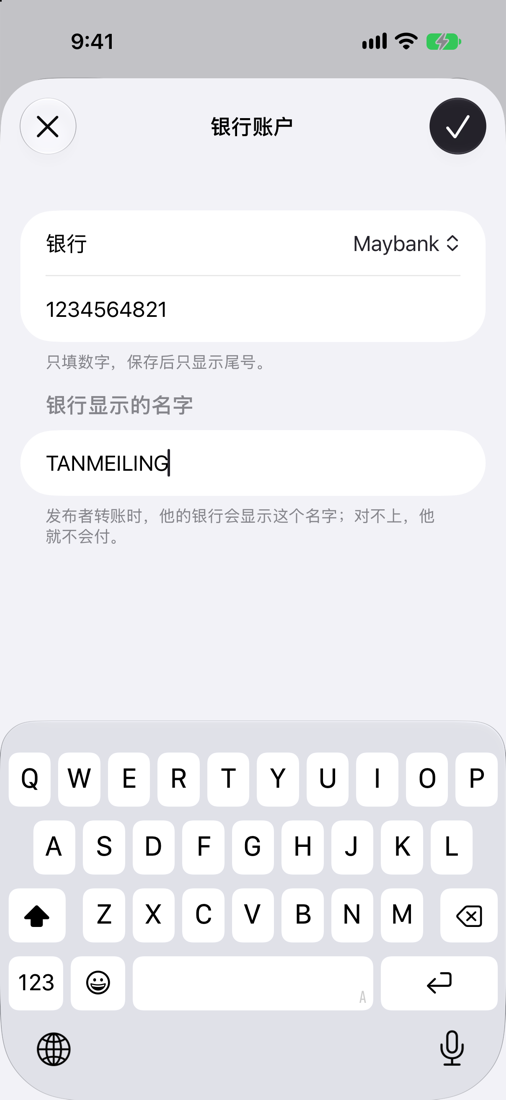 9:41
银行账户
银行
Maybank
1234564821
只填数字，保存后只显示尾号。
银行显示的名字
TANMEILING
发布者转账时，他的银行会显示这个名字；对不上，他
就不会付。
Q W E R T Y U I O P
A S D F G H J K L
Z X C V B N M
123
A